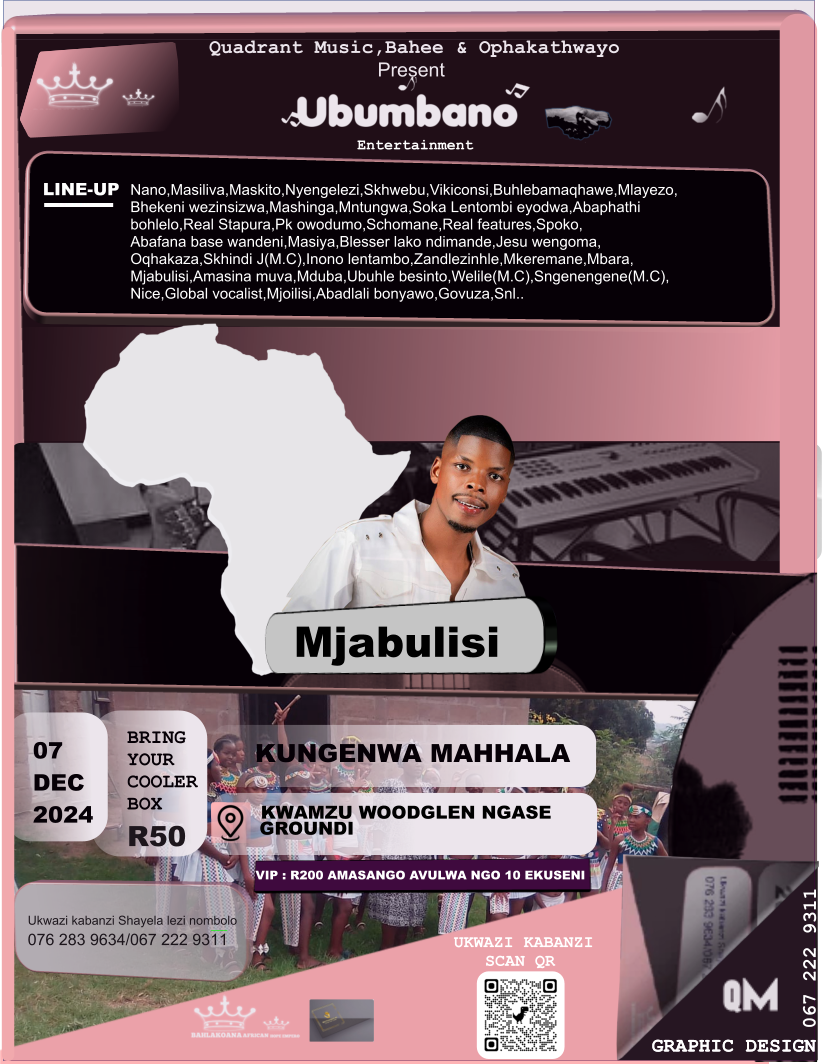 Quadrant Music,Bahee & Ophakathwayo
Present
Ubumbano
Entertainment
LINE-UP
Nano,Masiliva,Maskito,Nyengelezi,Skhwebu,Vikiconsi,Buhlebamaqhawe,Mlayezo,
Bhekeni wezinsizwa,Mashinga,Mntungwa,Soka Lentombi eyodwa,Abaphathi
bohlelo,Real Stapura,Pk owodumo,Schomane,Real features,Spoko,
Abafana base wandeni,Masiya,Blesser lako ndimande,Jesu wengoma,
Oqhakaza,Skhindi J(M.C),Inono lentambo,Zandlezinhle,Mkeremane,Mbara,
Mjabulisi,Amasina muva,Mduba,Ubuhle besinto,Welile(M.C),Sngenengene(M.C),
Nice,Global vocalist,Mjoilisi,Abadlali bonyawo,Govuza,Snl..
Mjabulisi
07
DEC
2024
BRING
YOUR
COOLER
BOX
R50
KUNGENWA MAHHALA
KWAMZU WOODGLEN NGASE
GROUNDI
VIP : R200 AMASANGO AVULWA NGO 10 EKUSENI
Ukwazi kabanzi Shayela lezi nombolo
076 283 9634/067 222 9311
UKWAZI KABANZI
SCAN QR
QM
067 222 9311
GRAPHIC DESIGN